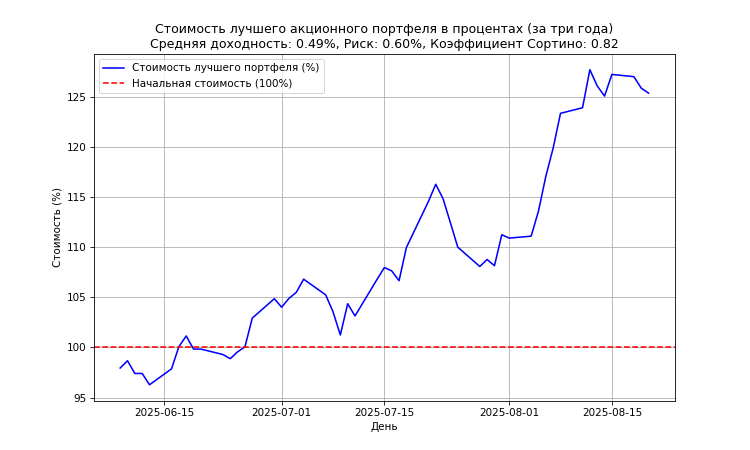 Стоимость лучшего акционного портфеля в процентах (за три года)
Средняя доходность: 0.49%, Риск: 0.60%, Коэффициент Сортино: 0.82
Стоимость лучшего портфеля (%)
Начальная стоимость (100%)
Стоимость (%)
125
120
115
110
105
100
95
2025-06-15
2025-07-01
2025-07-15
2025-08-01
2025-08-15
День